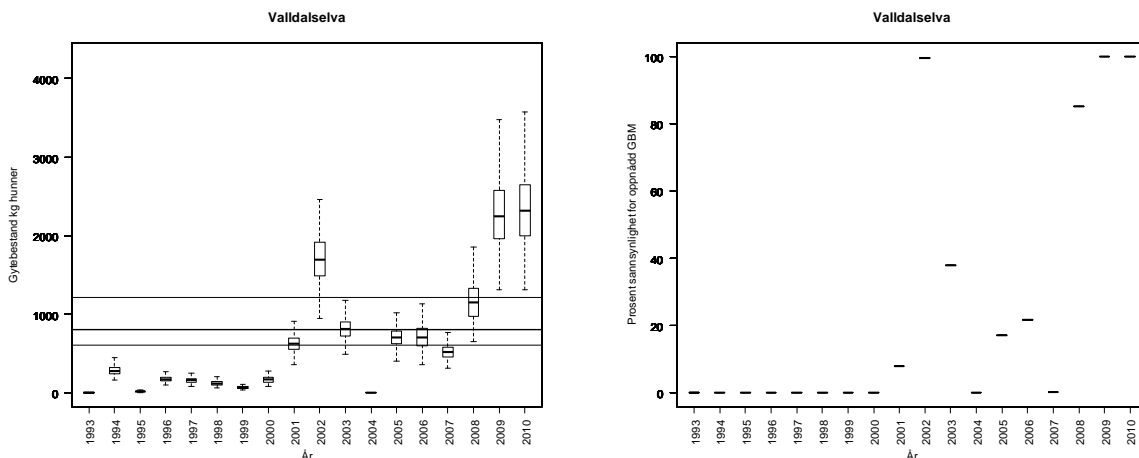 Valldalselva
Gytebestand kg hunner
4000
3000
2000
1000
0
1993 1994 1995 1996 1997 1998 1999 2000 2001 2002 2003 2004 2005 2006 2007 2008 2009 2010
År
Valldalselva
Prosent sannsynlighet for oppnådd GBM
100
80
60
40
20
0
1993 1994 1995 1996 1997 1998 1999 2000 2001 2002 2003 2004 2005 2006 2007 2008 2009 2010
År